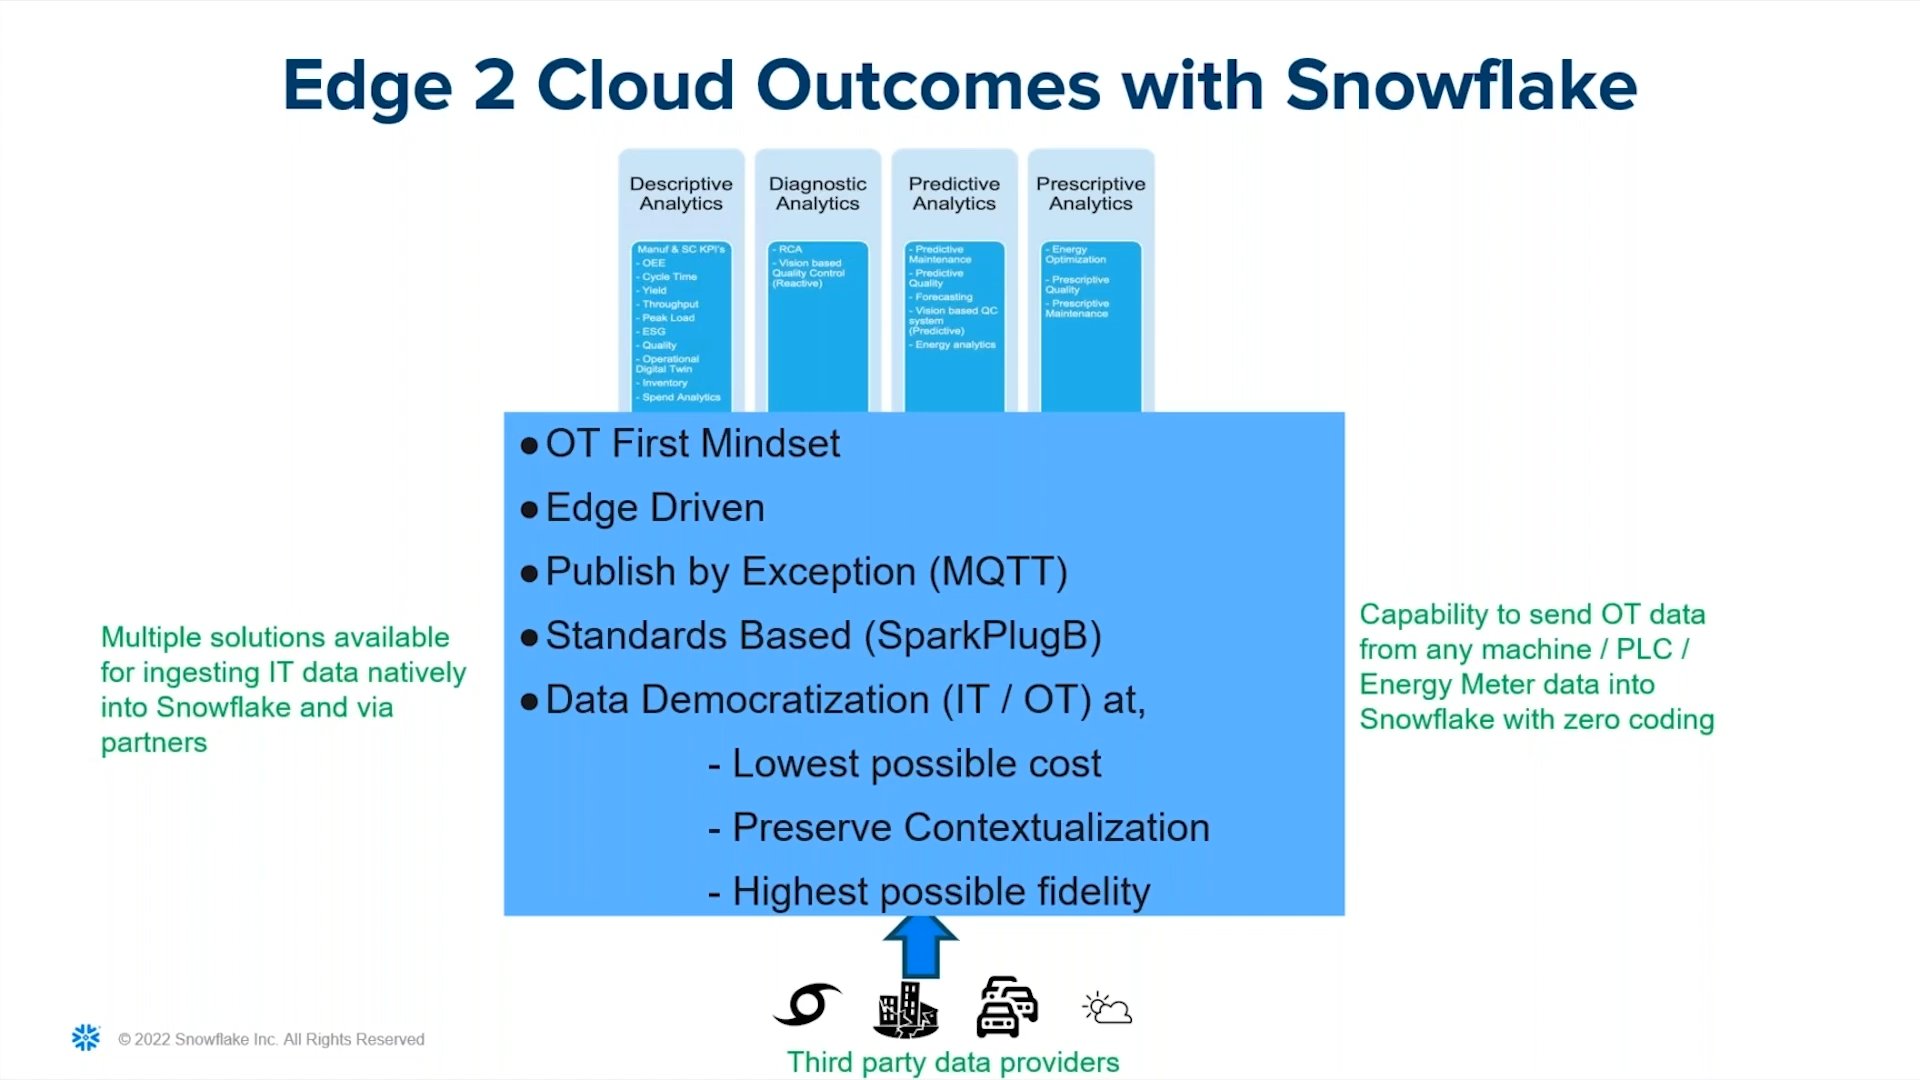 Edge 2 Cloud Outcomes with Snowflake
Descriptive
Analytics
Manuf & SC KPI's
- OEE
- Cycle Time
- Yield
- Throughput
- Peak Load
- ESG
- Quality
- Operational
Digital Twin
- Inventory
- Spend Analytics
Diagnostic
Analytics
- RCA
- Vision based
Quality Control
(Reactive)
Predictive
Analytics
- Predictive
Maintenance
- Predictive
Quality
- Forecasting
- Vision based QC
system
(Predictive)
- Energy analytics
Prescriptive
Analytics
- Energy
Optimization
- Prescriptive
Quality
- Prescriptive
Maintenance
Multiple solutions available
for ingesting IT data natively
into Snowflake and via
partners
● OT First Mindset
● Edge Driven
● Publish by Exception (MQTT)
● Standards Based (SparkPlugB)
● Data Democratization (IT / OT) at,
- Lowest possible cost
- Preserve Contextualization
- Highest possible fidelity
Capability to send OT data
from any machine / PLC /
Energy Meter data into
Snowflake with zero coding
Third party data providers
© 2022 Snowflake Inc. All Rights Reserved